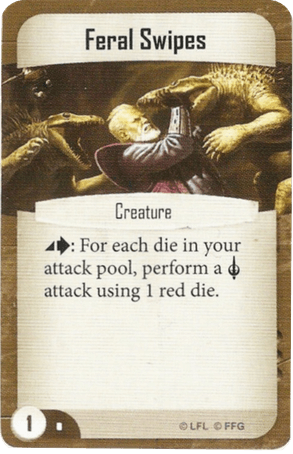 Feral Swipes
Creature
: For each die in your
attack pool, perform a
attack using 1 red die.
1
© LFL © FFG